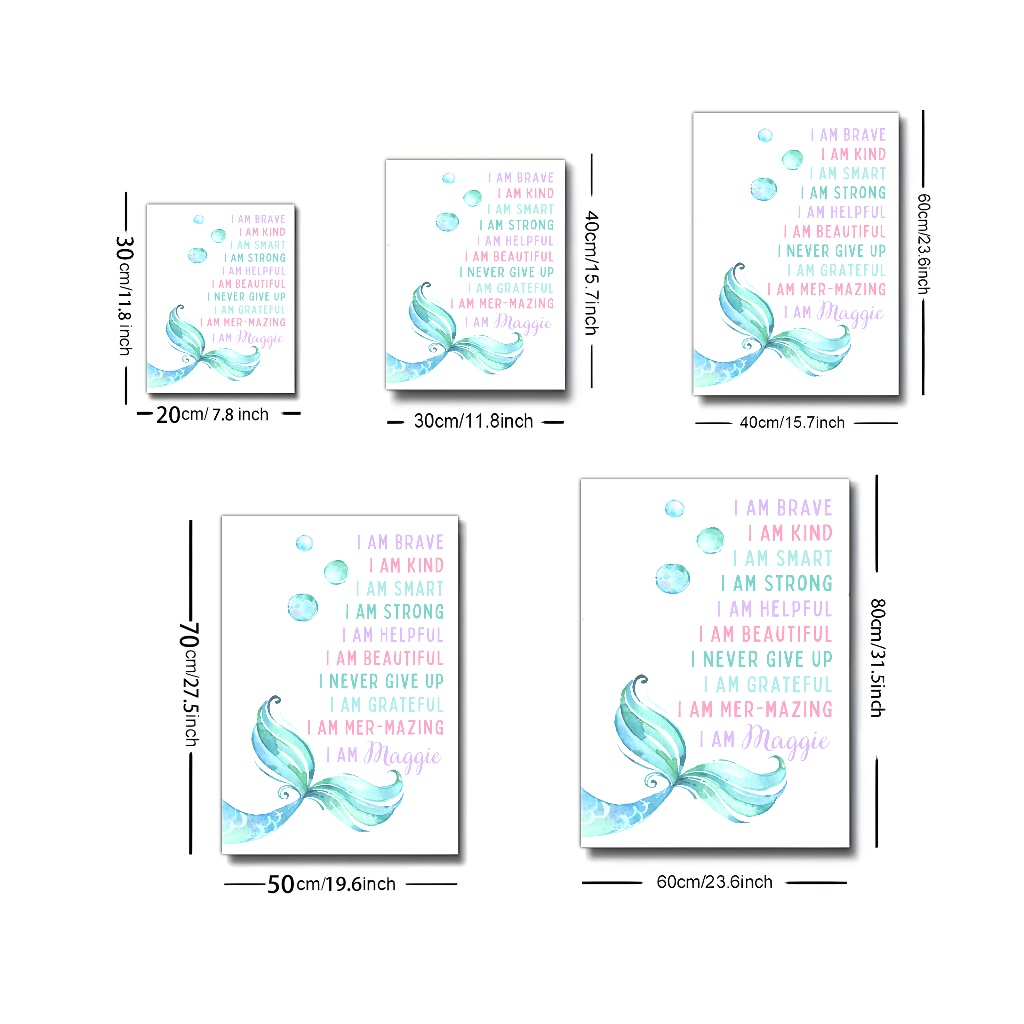 I AM BRAVE
I AM KIND
I AM SMART
I AM STRONG
I AM HELPFUL
I AM BEAUTIFUL
I NEVER GIVE UP
I AM GRATEFUL
I AM MER-MAZING
I AM Maggie
30cm/11.8 inch
20cm/ 7.8 inch
I AM BRAVE
I AM KIND
I AM SMART
I AM STRONG
I AM HELPFUL
I AM BEAUTIFUL
I NEVER GIVE UP
I AM GRATEFUL
I AM MER-MAZING
I AM Maggie
40cm/15.7inch
30cm/11.8inch
I AM BRAVE
I AM KIND
I AM SMART
I AM STRONG
I AM HELPFUL
I AM BEAUTIFUL
I NEVER GIVE UP
I AM GRATEFUL
I AM MER-MAZING
I AM Maggie
60cm/23.6inch
40cm/15.7inch
I AM BRAVE
I AM KIND
I AM SMART
I AM STRONG
I AM HELPFUL
I AM BEAUTIFUL
I NEVER GIVE UP
I AM GRATEFUL
I AM MER-MAZING
I AM Maggie
70cm/27.5inch
50cm/19.6inch
I AM BRAVE
I AM KIND
I AM SMART
I AM STRONG
I AM HELPFUL
I AM BEAUTIFUL
I NEVER GIVE UP
I AM GRATEFUL
I AM MER-MAZING
I AM Maggie
80cm/31.5inch
60cm/23.6inch